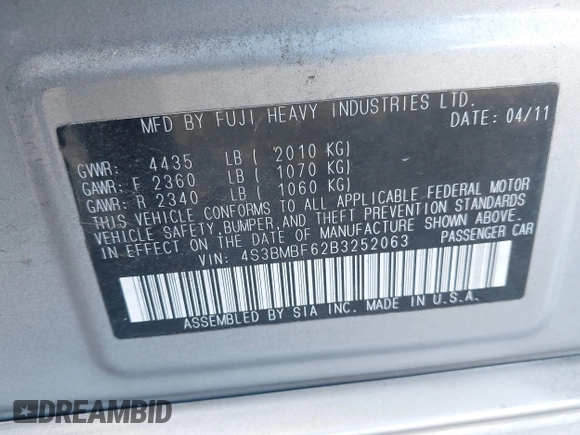 MFD BY FUJI HEAVY INDUSTRIES LTD.
DATE: 04/11
GVWR: 4435 LB ( 2010 KG)
GAWR: F 2360 LB ( 1070 KG)
GAWR: R 2340 LB ( 1060 KG)
THIS VEHICLE CONFORMS TO ALL APPLICABLE FEDERAL MOTOR
VEHICLE SAFETY,BUMPER,AND THEFT PREVENTION STANDARDS
IN EFFECT ON THE DATE OF MANUFACTURE SHOWN ABOVE.
VIN: 4S3BMBF62B3252063 PASSENGER CAR
ASSEMBLED BY SIA INC. MADE IN U.S.A.
DREAMBID